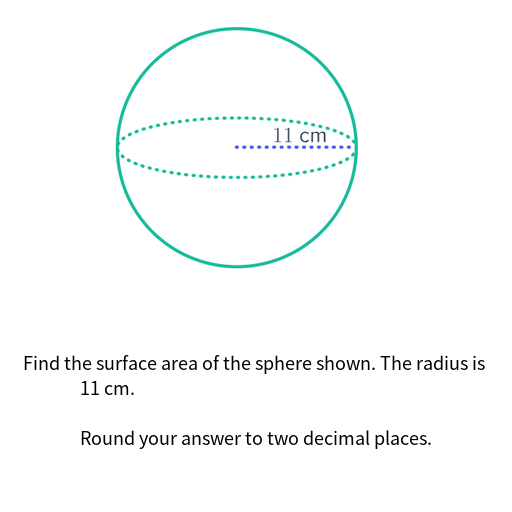 11 cm
Find the surface area of the sphere shown. The radius is
11 cm.
Round your answer to two decimal places.